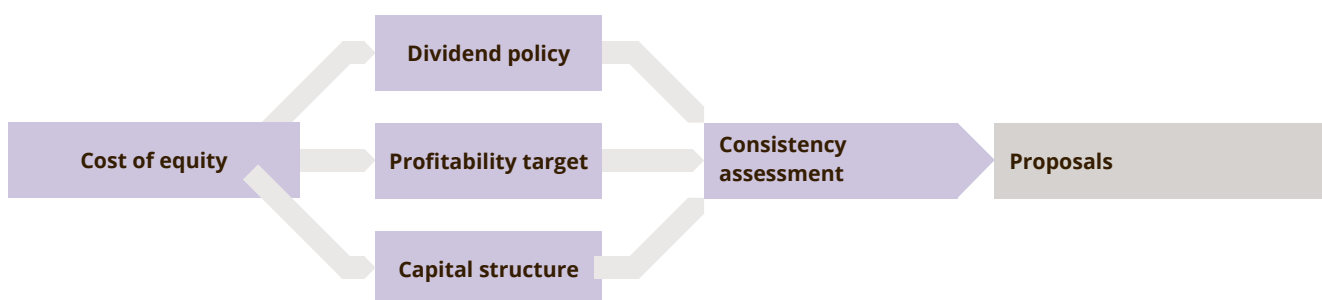 Dividend policy
Cost of equity
Profitability target
Consistency
assessment
Proposals
Capital structure